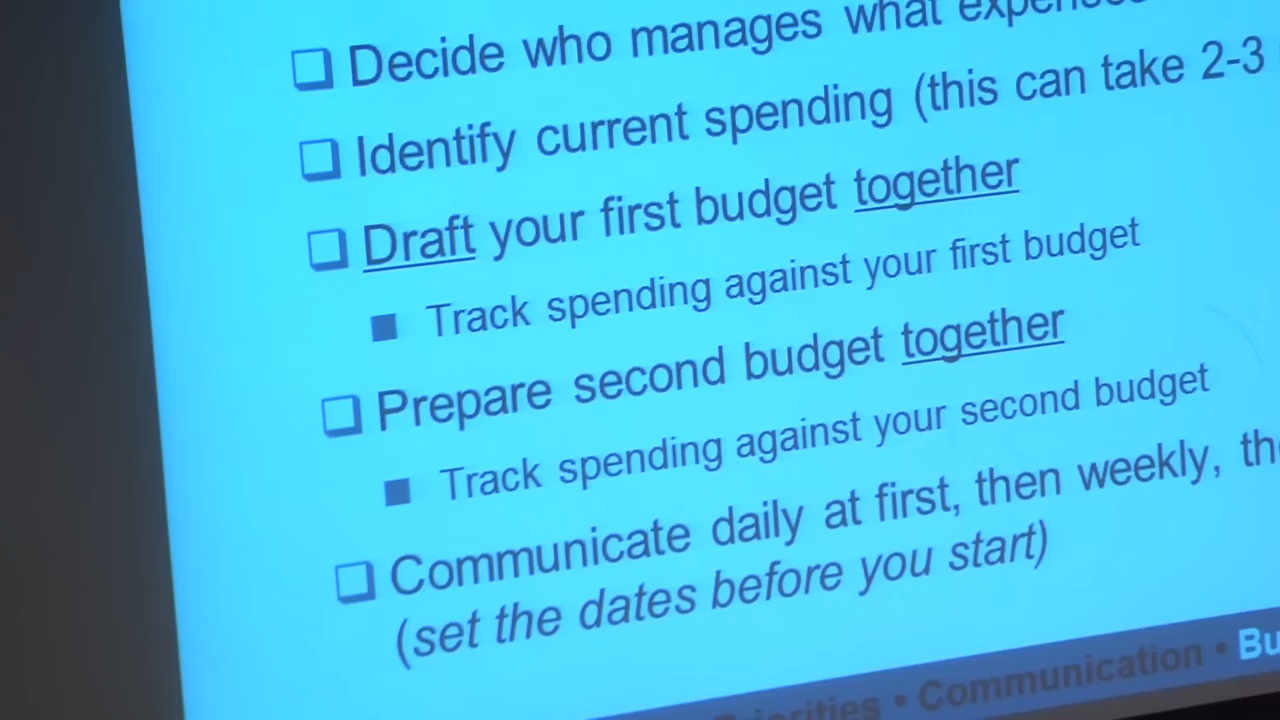 Decide who manages what
Identify current spending (this can take 2-3
Draft your first budget together
Track spending against your first budget
Prepare second budget together
Track spending against your second budget
Communicate daily at first, then weekly,
(set the dates before you start)
• Communication •